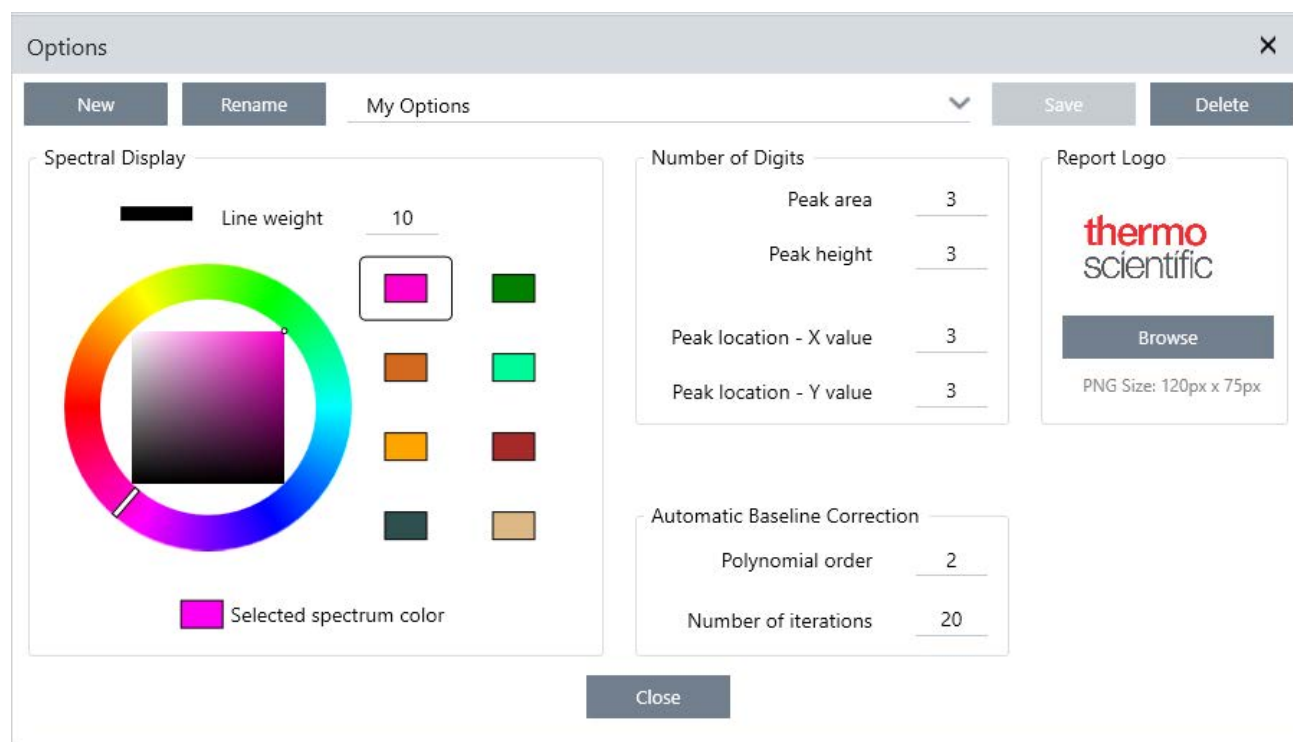 Options
New Rename My Options Save Delete
Spectral Display
Line weight 10
Selected spectrum color
Number of Digits
Peak area 3
Peak height 3
Peak location - X value 3
Peak location - Y value 3
Automatic Baseline Correction
Polynomial order 2
Number of iterations 20
Report Logo
thermo
scientific
Browse
PNG Size: 120px x 75px
Close